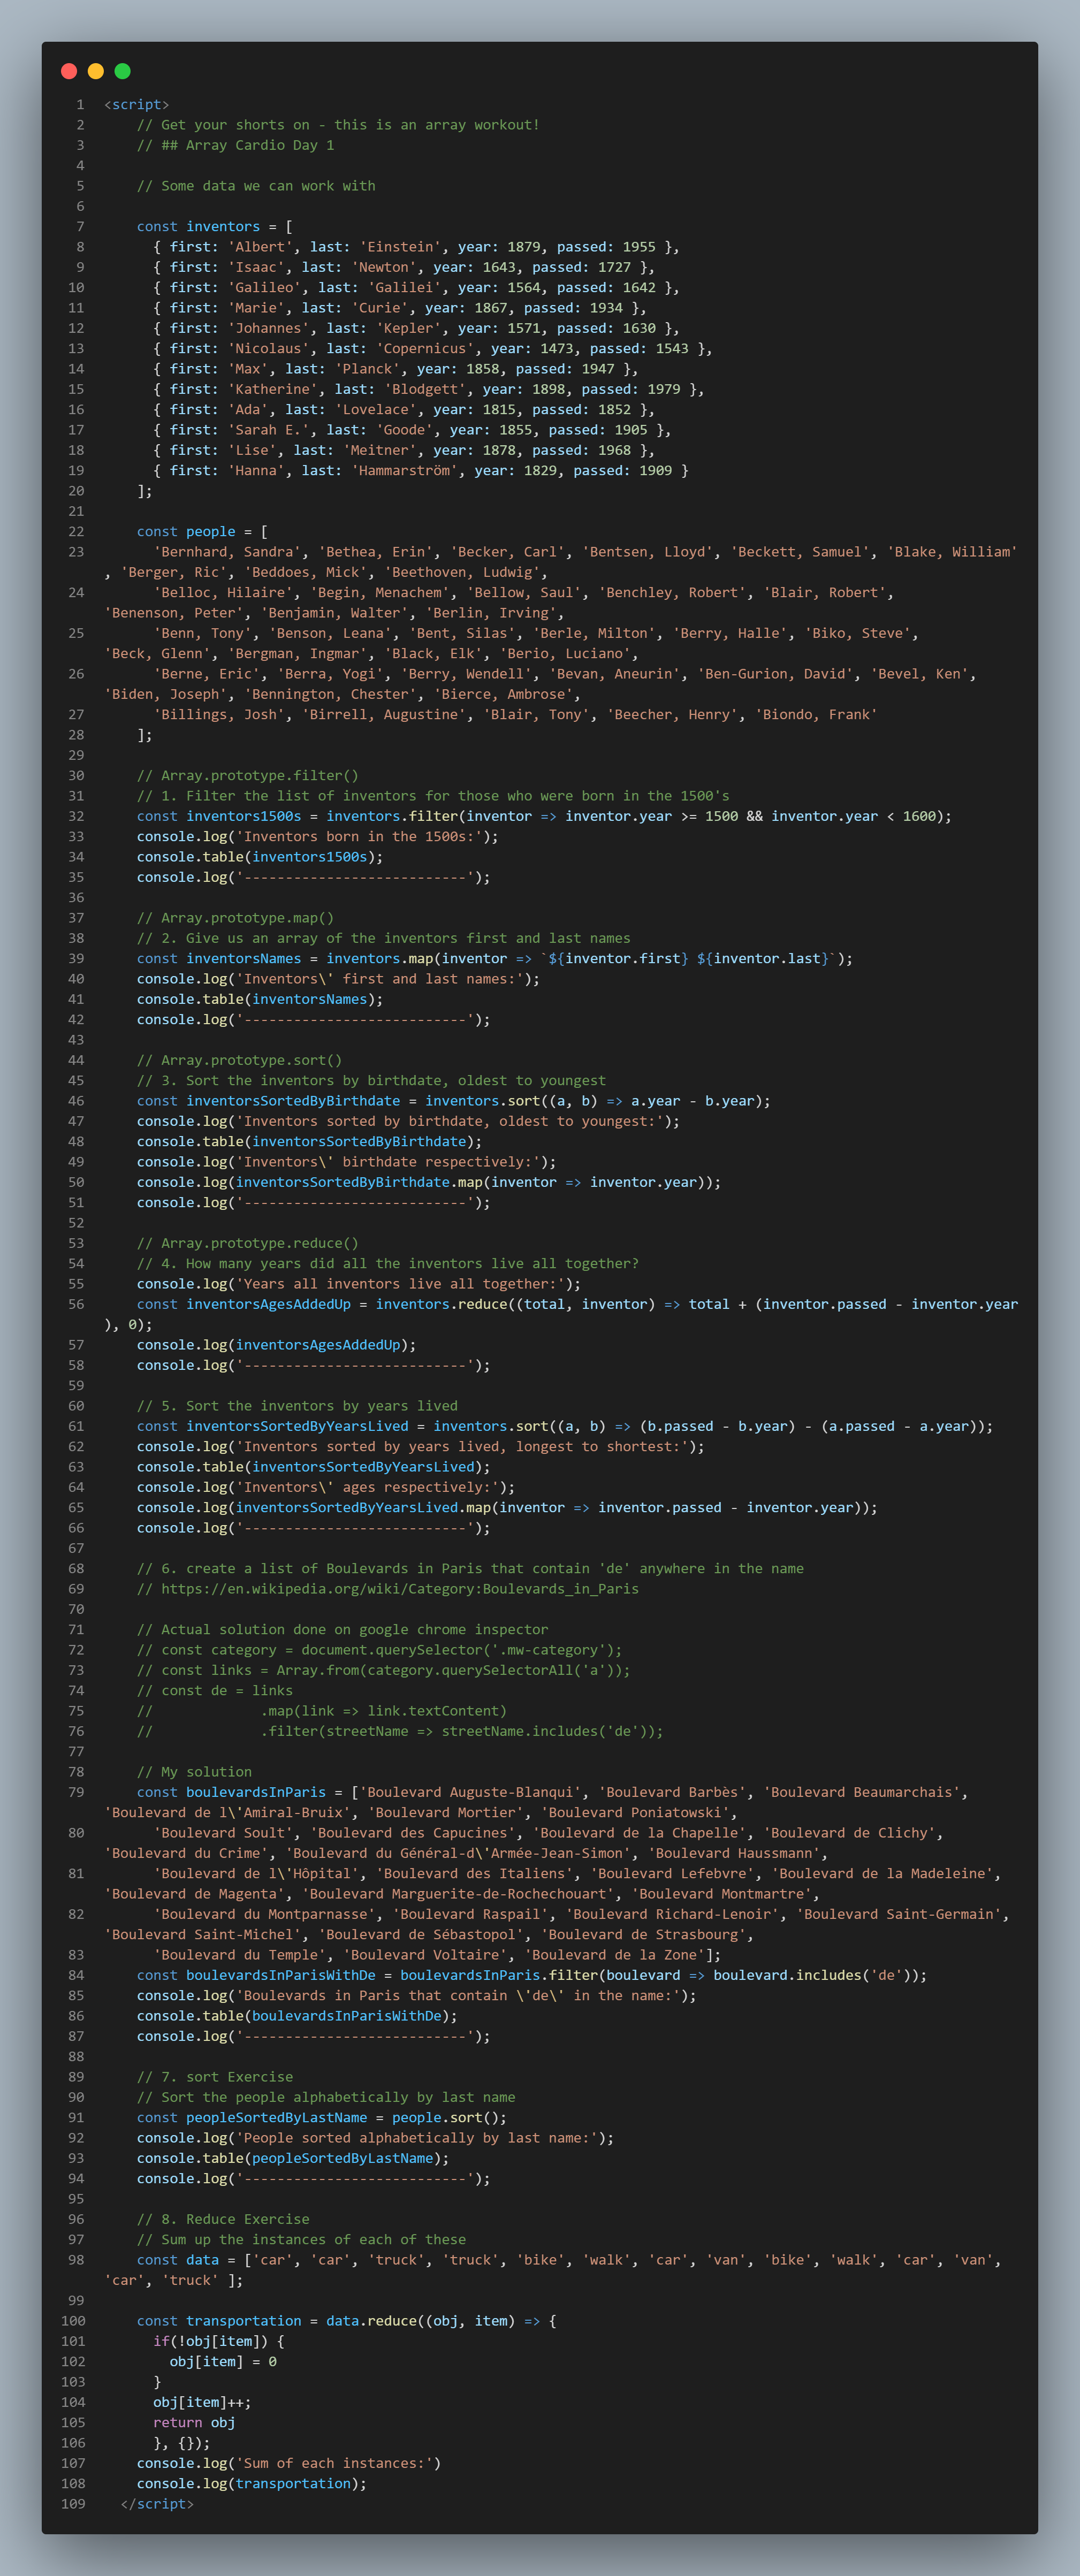 1 <script>
2 // Get your shorts on - this is an array workout!
3 // ## Array Cardio Day 1
4
5 // Some data we can work with
6
7 const inventors = [
8 { first: 'Albert', last: 'Einstein', year: 1879, passed: 1955 },
9 { first: 'Isaac', last: 'Newton', year: 1643, passed: 1727 },
10 { first: 'Galileo', last: 'Galilei', year: 1564, passed: 1642 },
11 { first: 'Marie', last: 'Curie', year: 1867, passed: 1934 },
12 { first: 'Johannes', last: 'Kepler', year: 1571, passed: 1630 },
13 { first: 'Nicolaus', last: 'Copernicus', year: 1473, passed: 1543 },
14 { first: 'Max', last: 'Planck', year: 1858, passed: 1947 },
15 { first: 'Katherine', last: 'Blodgett', year: 1898, passed: 1979 },
16 { first: 'Ada', last: 'Lovelace', year: 1815, passed: 1852 },
17 { first: 'Sarah E.', last: 'Goode', year: 1855, passed: 1905 },
18 { first: 'Lise', last: 'Meitner', year: 1878, passed: 1968 },
19 { first: 'Hanna', last: 'Hammarström', year: 1829, passed: 1909 }
20 ];
21
22 const people = [
23 'Bernhard, Sandra', 'Bethea, Erin', 'Becker, Carl', 'Bentsen, Lloyd', 'Beckett, Samuel', 'Blake, William'
, 'Berger, Ric', 'Beddoes, Mick', 'Beethoven, Ludwig',
24 'Belloc, Hilaire', 'Begin, Menachem', 'Bellow, Saul', 'Benchley, Robert', 'Blair, Robert',
'Benenson, Peter', 'Benjamin, Walter', 'Berlin, Irving',
25 'Benn, Tony', 'Benson, Leana', 'Bent, Silas', 'Berle, Milton', 'Berry, Halle', 'Biko, Steve',
'Beck, Glenn', 'Bergman, Ingmar', 'Black, Elk', 'Berio, Luciano',
26 'Berne, Eric', 'Berra, Yogi', 'Berry, Wendell', 'Bevan, Aneurin', 'Ben-Gurion, David', 'Bevel, Ken',
'Biden, Joseph', 'Bennington, Chester', 'Bierce, Ambrose',
27 'Billings, Josh', 'Birrell, Augustine', 'Blair, Tony', 'Beecher, Henry', 'Biondo, Frank'
28 ];
29
30 // Array.prototype.filter()
31 // 1. Filter the list of inventors for those who were born in the 1500's
32 const inventors1500s = inventors.filter(inventor => inventor.year >= 1500 && inventor.year < 1600);
33 console.log('Inventors born in the 1500s:');
34 console.table(inventors1500s);
35 console.log('---------------------------');
36
37 // Array.prototype.map()
38 // 2. Give us an array of the inventors first and last names
39 const inventorsNames = inventors.map(inventor => `${inventor.first} ${inventor.last}`);
40 console.log('Inventors\' first and last names:');
41 console.table(inventorsNames);
42 console.log('---------------------------');
43
44 // Array.prototype.sort()
45 // 3. Sort the inventors by birthdate, oldest to youngest
46 const inventorsSortedByBirthdate = inventors.sort((a, b) => a.year - b.year);
47 console.log('Inventors sorted by birthdate, oldest to youngest:');
48 console.table(inventorsSortedByBirthdate);
49 console.log('Inventors\' birthdate respectively:');
50 console.log(inventorsSortedByBirthdate.map(inventor => inventor.year));
51 console.log('---------------------------');
52
53 // Array.prototype.reduce()
54 // 4. How many years did all the inventors live all together?
55 console.log('Years all inventors live all together:');
56 const inventorsAgesAddedUp = inventors.reduce((total, inventor) => total + (inventor.passed - inventor.year
), 0);
57 console.log(inventorsAgesAddedUp);
58 console.log('---------------------------');
59
60 // 5. Sort the inventors by years lived
61 const inventorsSortedByYearsLived = inventors.sort((a, b) => (b.passed - b.year) - (a.passed - a.year));
62 console.log('Inventors sorted by years lived, longest to shortest:');
63 console.table(inventorsSortedByYearsLived);
64 console.log('Inventors\' ages respectively:');
65 console.log(inventorsSortedByYearsLived.map(inventor => inventor.passed - inventor.year));
66 console.log('---------------------------');
67
68 // 6. create a list of Boulevards in Paris that contain 'de' anywhere in the name
69 // https://en.wikipedia.org/wiki/Category:Boulevards_in_Paris
70
71 // Actual solution done on google chrome inspector
72 // const category = document.querySelector('.mw-category');
73 // const links = Array.from(category.querySelectorAll('a'));
74 // const de = links
75 // .map(link => link.textContent)
76 // .filter(streetName => streetName.includes('de'));
77
78 // My solution
79 const boulevardsInParis = ['Boulevard Auguste-Blanqui', 'Boulevard Barbès', 'Boulevard Beaumarchais',
'Boulevard de l\'Amiral-Bruix', 'Boulevard Mortier', 'Boulevard Poniatowski',
80 'Boulevard Soult', 'Boulevard des Capucines', 'Boulevard de la Chapelle', 'Boulevard de Clichy',
'Boulevard du Crime', 'Boulevard du Général-d\'Armée-Jean-Simon', 'Boulevard Haussmann',
81 'Boulevard de l\'Hôpital', 'Boulevard des Italiens', 'Boulevard Lefebvre', 'Boulevard de la Madeleine',
'Boulevard de Magenta', 'Boulevard Marguerite-de-Rochechouart', 'Boulevard Montmartre',
82 'Boulevard du Montparnasse', 'Boulevard Raspail', 'Boulevard Richard-Lenoir', 'Boulevard Saint-Germain',
'Boulevard Saint-Michel', 'Boulevard de Sébastopol', 'Boulevard de Strasbourg',
83 'Boulevard du Temple', 'Boulevard Voltaire', 'Boulevard de la Zone'];
84 const boulevardsInParisWithDe = boulevardsInParis.filter(boulevard => boulevard.includes('de'));
85 console.log('Boulevards in Paris that contain \'de\' in the name:');
86 console.table(boulevardsInParisWithDe);
87 console.log('---------------------------');
88
89 // 7. sort Exercise
90 // Sort the people alphabetically by last name
91 const peopleSortedByLastName = people.sort();
92 console.log('People sorted alphabetically by last name:');
93 console.table(peopleSortedByLastName);
94 console.log('---------------------------');
95
96 // 8. Reduce Exercise
97 // Sum up the instances of each of these
98 const data = ['car', 'car', 'truck', 'truck', 'bike', 'walk', 'car', 'van', 'bike', 'walk', 'car', 'van',
'car', 'truck' ];
99
100 const transportation = data.reduce((obj, item) => {
101 if(!obj[item]) {
102 obj[item] = 0
103 }
104 obj[item]++;
105 return obj
106 }, {});
107 console.log('Sum of each instances:')
108 console.log(transportation);
109 </script>